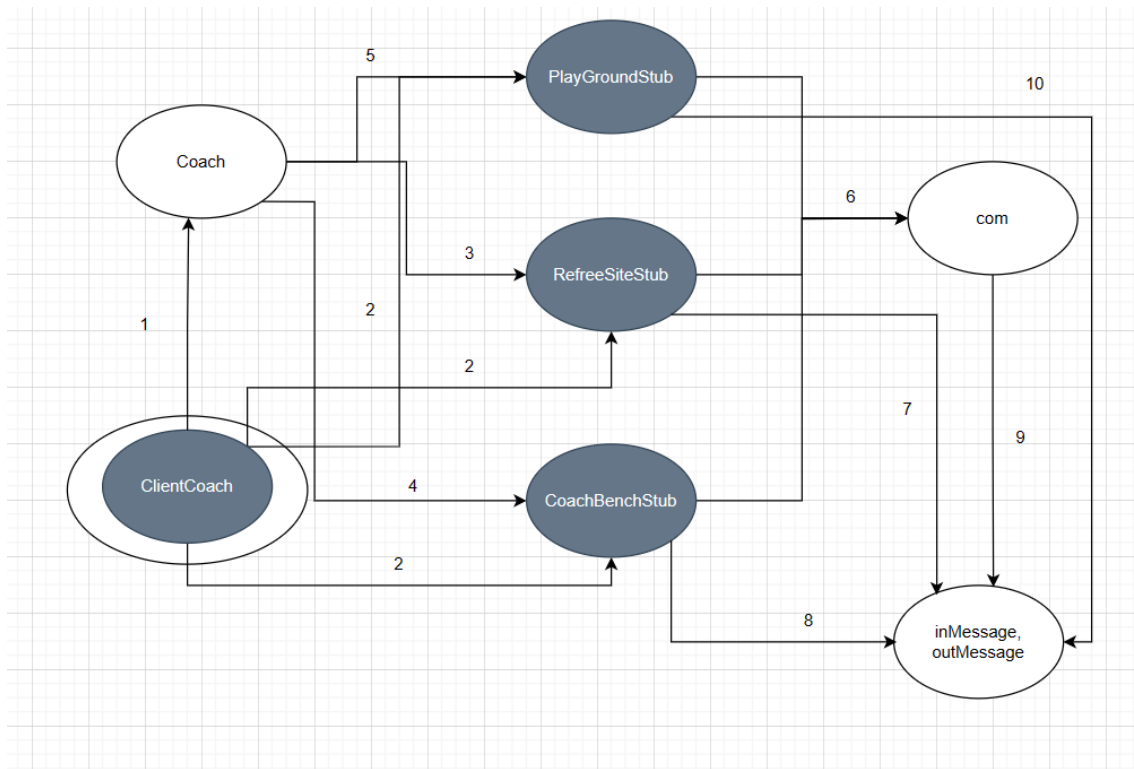 PlayGroundStub
5
10
Coach
6
com
3
RefreeSiteStub
2
1
2
7
9
ClientCoach
4
CoachBenchStub
2
8
inMessage,
outMessage